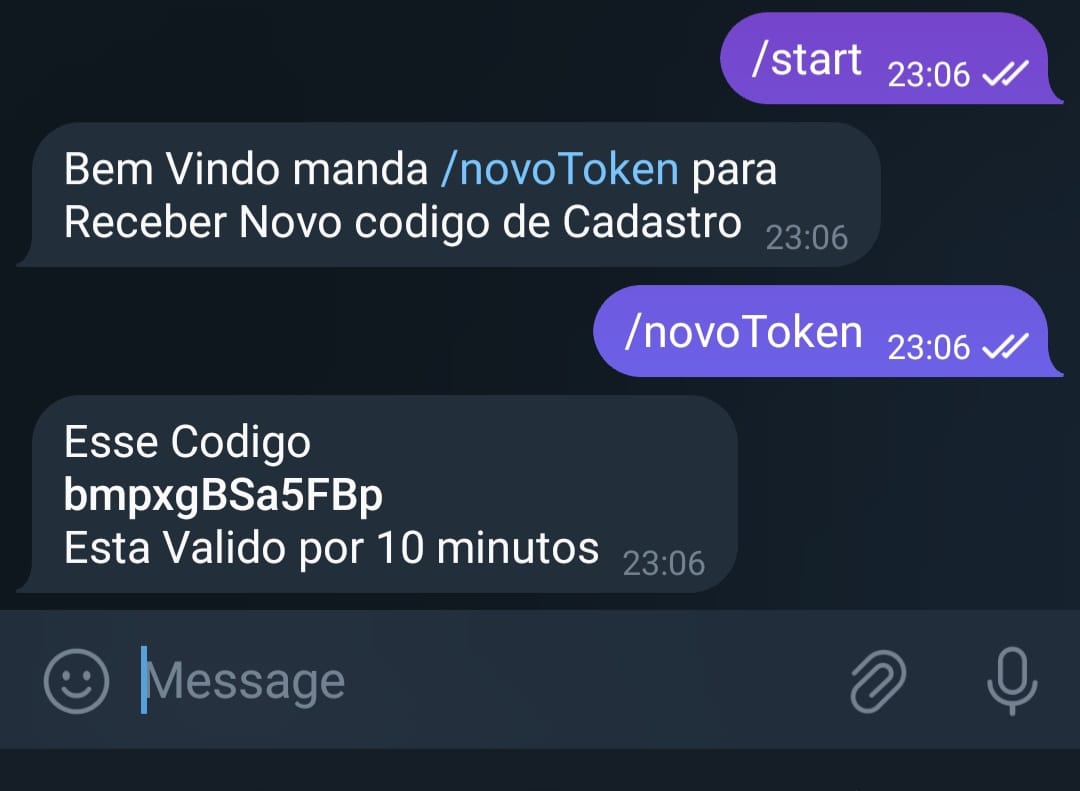 /start 23:06
Bem Vindo manda /novoToken para
Receber Novo codigo de Cadastro 23:06
/novoToken 23:06
Esse Codigo
bmpxgBSa5FBp
Esta Valido por 10 minutos 23:06
Message